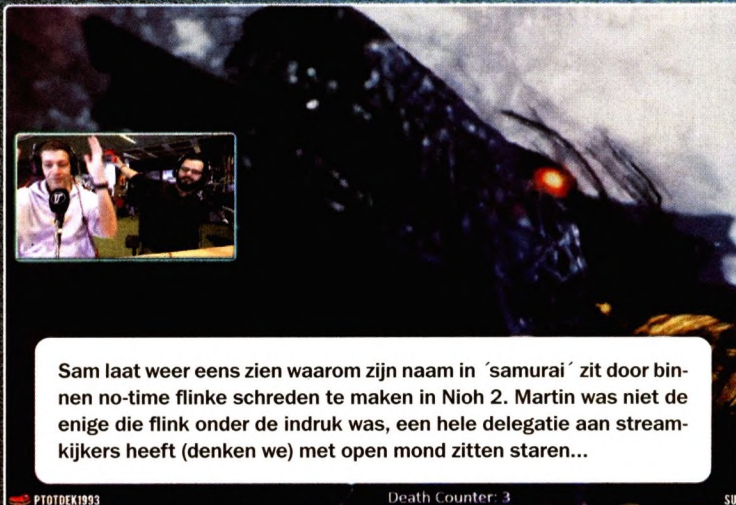 Sam laat weer eens zien waarom zijn naam in ´samurai´ zit door bin-
nen no-time flinke schreden te maken in Nioh 2. Martin was niet de
enige die flink onder de indruk was, een hele delegatie aan stream-
kijkers heeft (denken we) met open mond zitten staren...
PTOTDEK1993 Death Counter: 3 SU